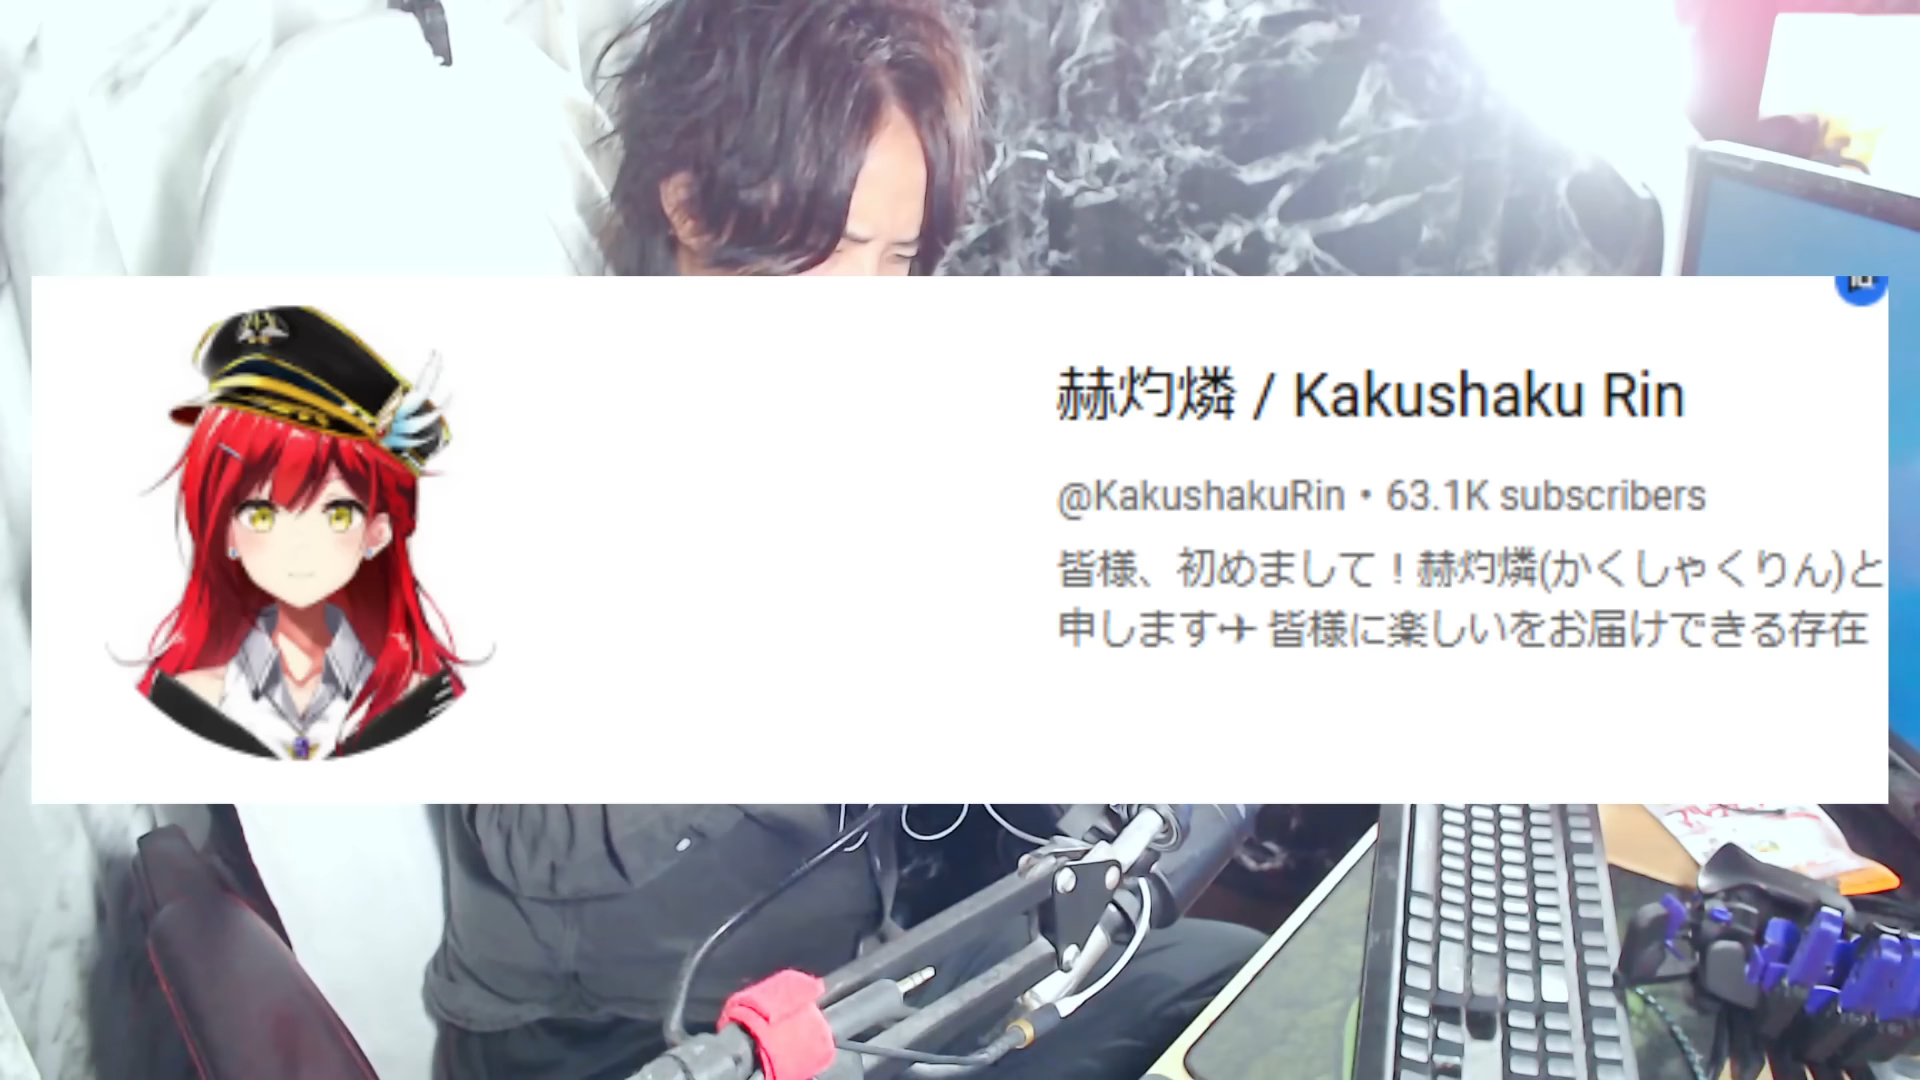 赫灼燐 / Kakushaku Rin
@KakushakuRin • 63.1K subscribers
皆様、初めまして！赫灼燐(かくしゃくりん)と
申します✈ 皆様に楽しいをお届けできる存在